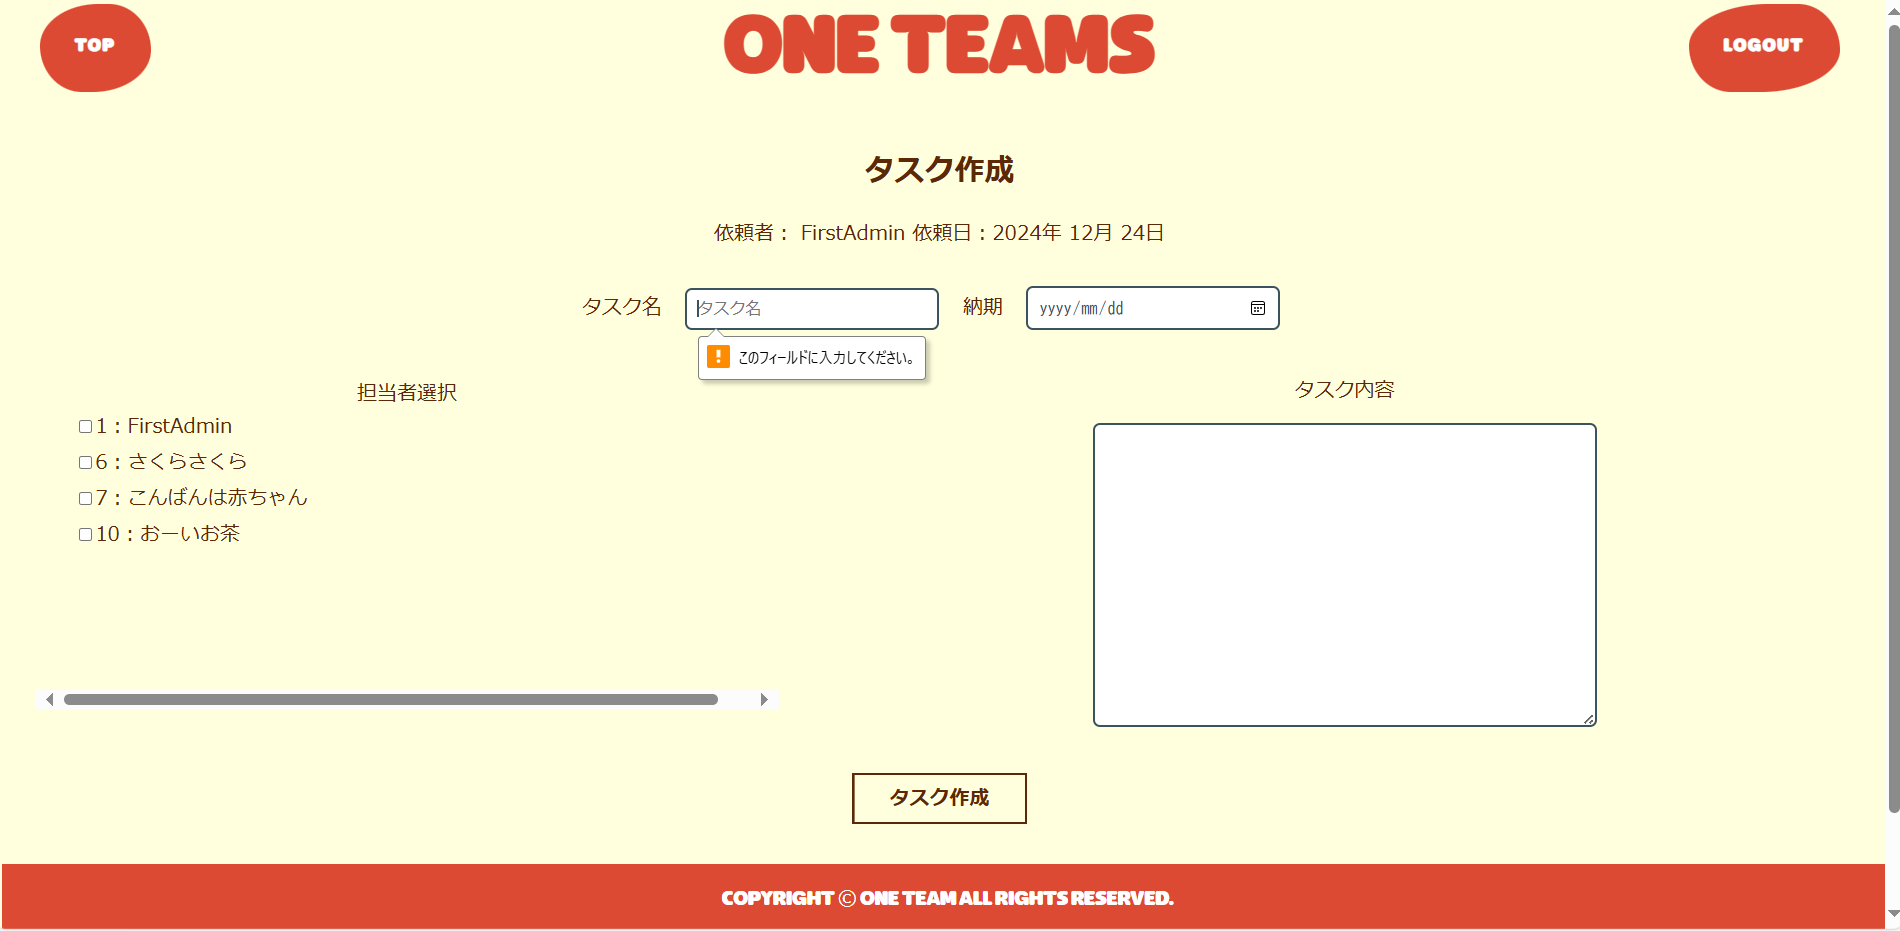 TOP
ONE TEAMS
LOGOUT
タスク作成
依頼者： FirstAdmin 依頼日：2024年 12月 24日
タスク名 タスク名 納期 yyyy/mm/dd
! このフィールドに入力してください。
担当者選択
1：FirstAdmin
6：さくらさくら
7：こんばんは赤ちゃん
10：おーいお茶
タスク内容
タスク作成
COPYRIGHT © ONE TEAM ALL RIGHTS RESERVED.